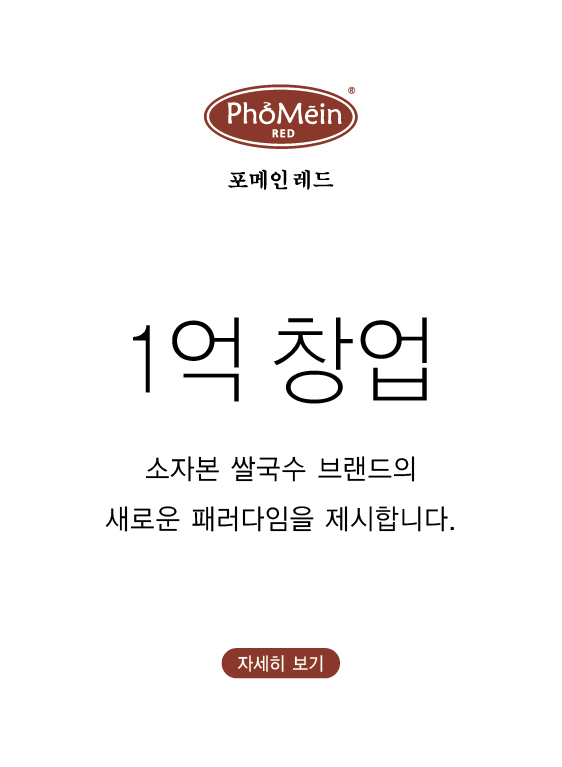 PhởMēin®
RED
포메인 레드
1억 창업
소자본 쌀국수 브랜드의
새로운 패러다임을 제시합니다.
자세히 보기